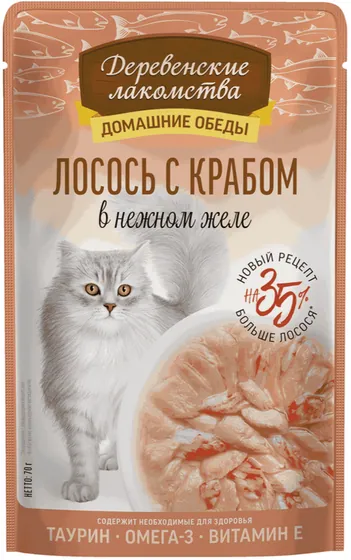 Деревенские
лакомства
ДОМАШНИЕ ОБЕДЫ
ЛОСОСЬ С КРАБОМ
в нежном желе
НОВЫЙ РЕЦЕПТ
НА 35%
БОЛЬШЕ ЛОСОСЯ*
НЕТТО: 70 г
СОДЕРЖИТ НЕОБХОДИМЫЕ ДЛЯ ЗДОРОВЬЯ
ТАУРИН · ОМЕГА-3 · ВИТАМИН Е